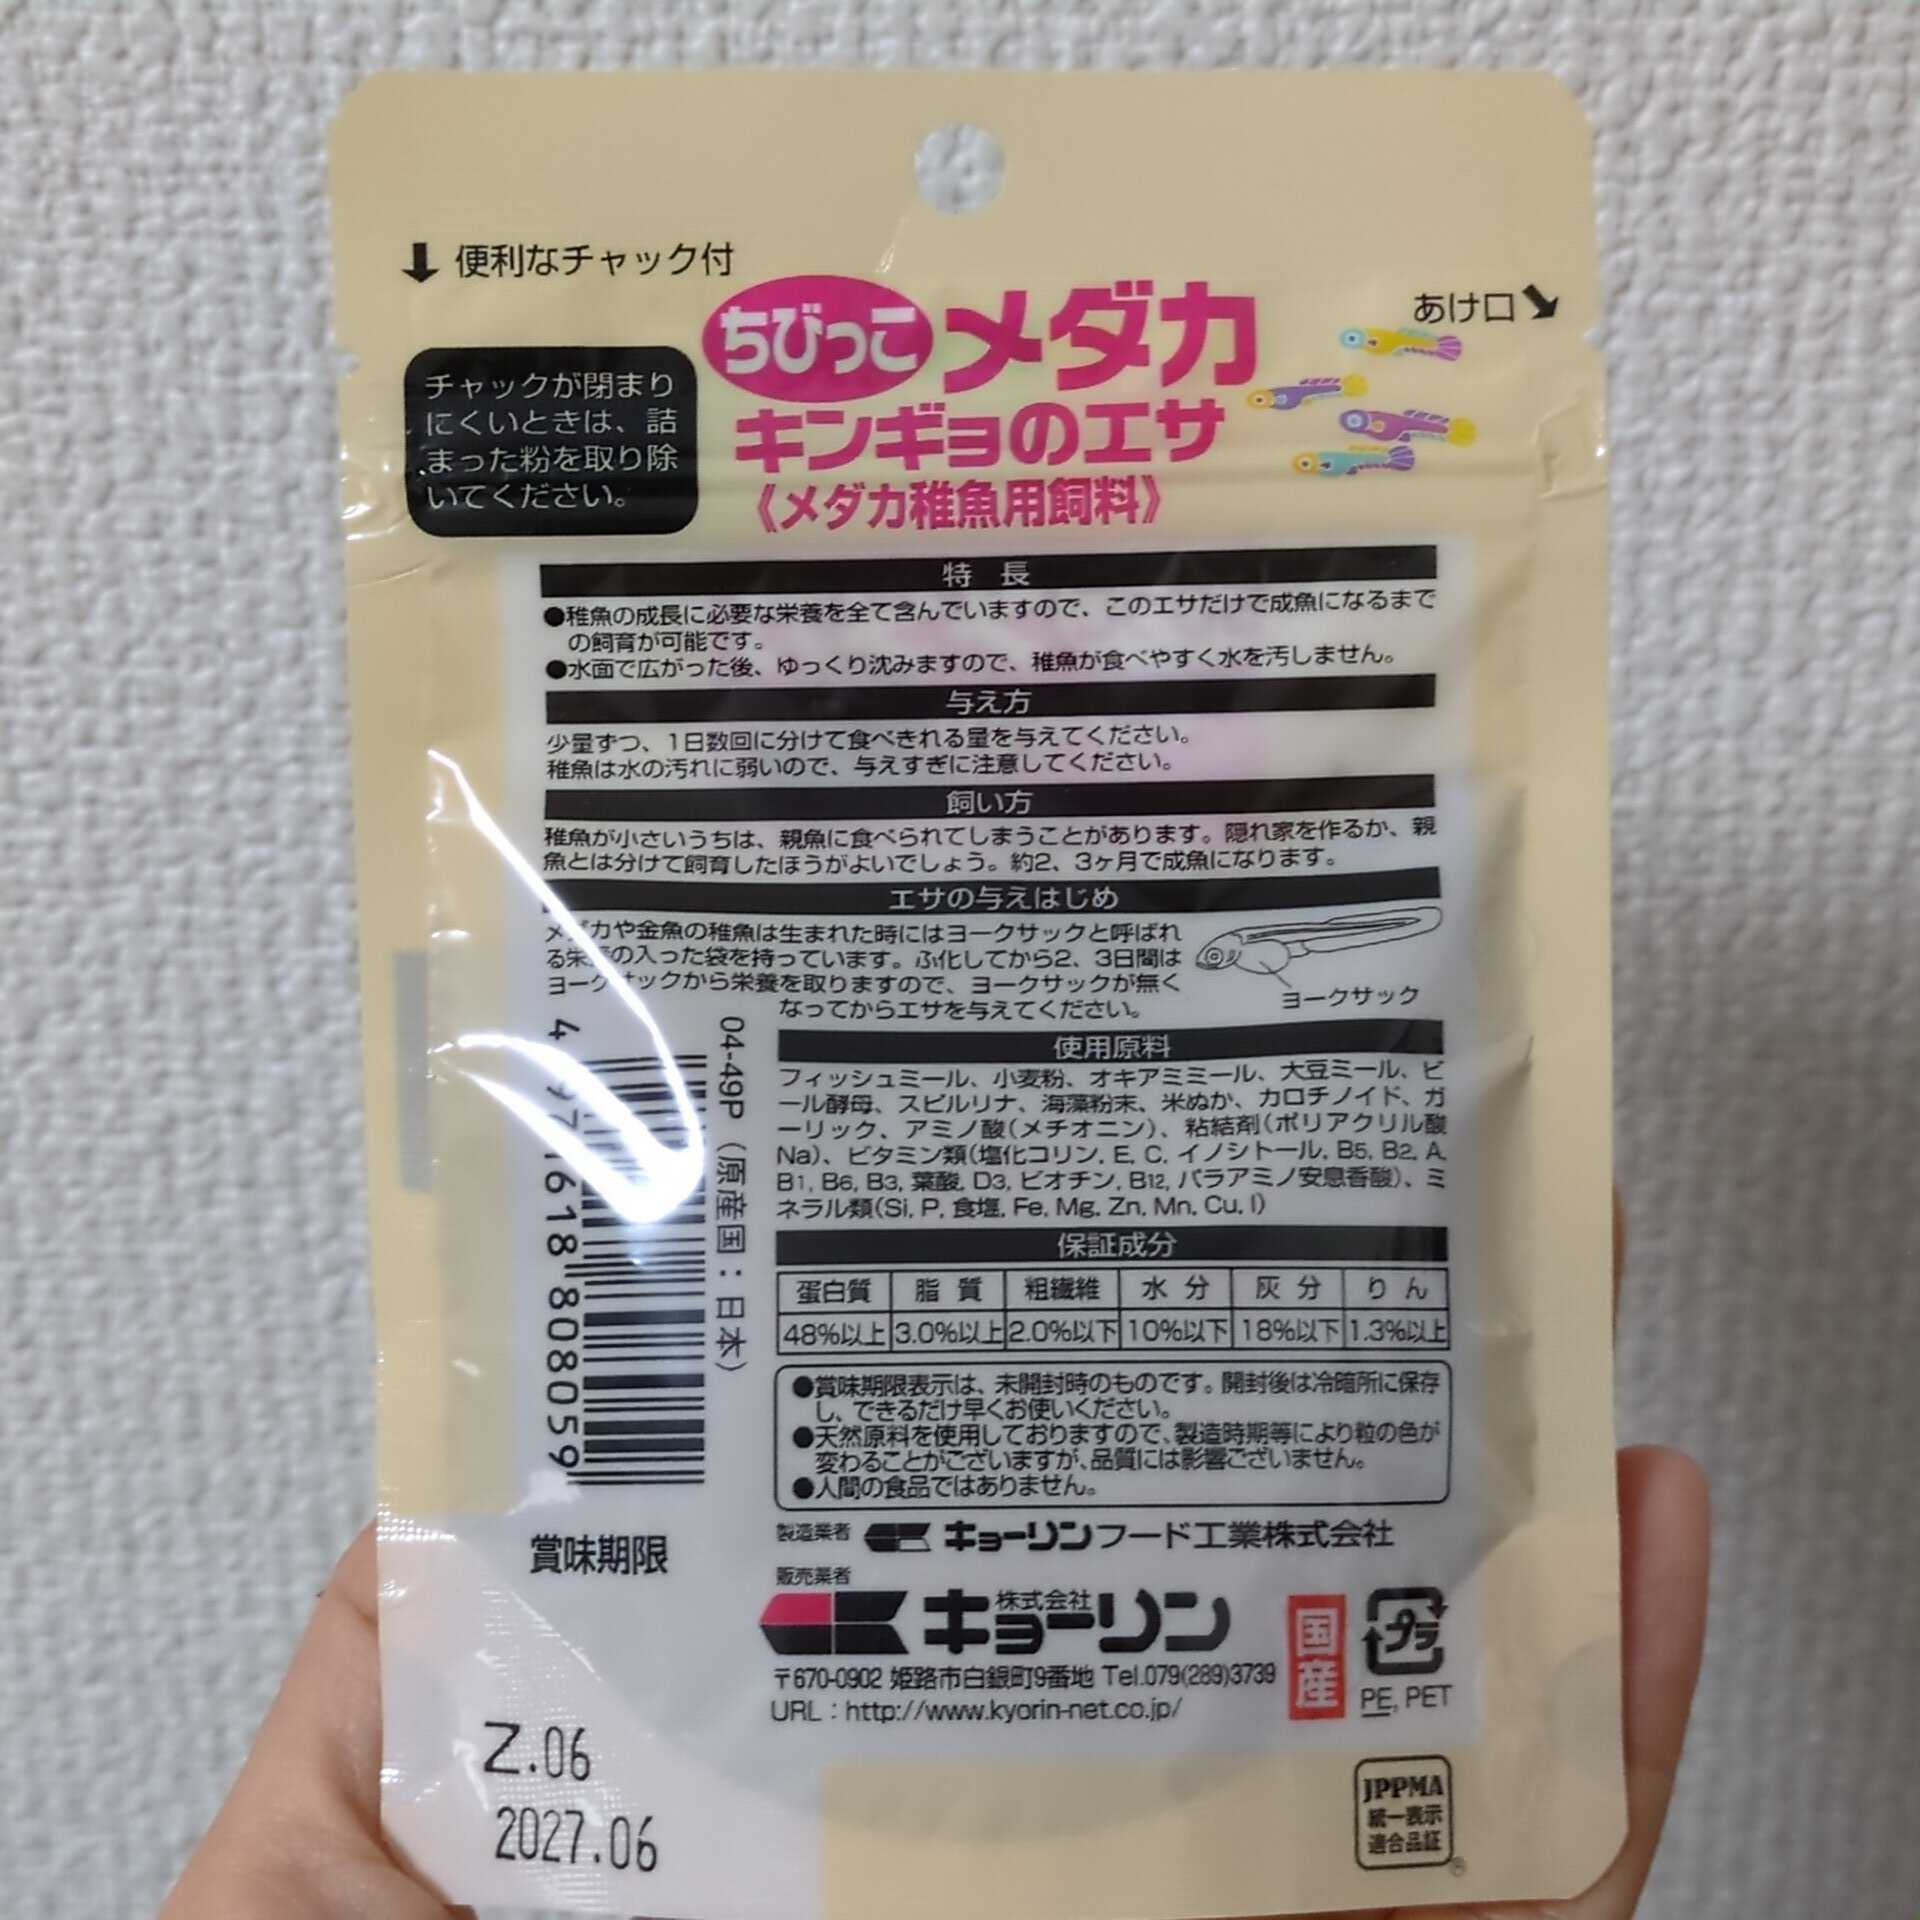 便利なチャック付
あけ口
チャックが閉まり
にくいときは、詰
まった粉を取り除
いてください。
ちびっこメダカ
キンギョのエサ
《メダカ稚魚用飼料》
特 長
●稚魚の成長に必要な栄養を全て含んでいますので、このエサだけで成魚になるまで
の飼育が可能です。
●水面で広がった後、ゆっくり沈みますので、稚魚が食べやすく水を汚しません。
与え方
少量ずつ、1日数回に分けて食べきれる量を与えてください。
稚魚は水の汚れに弱いので、与えすぎに注意してください。
飼い方
稚魚が小さいうちは、親魚に食べられてしまうことがあります。隠れ家を作るか、親
魚とは分けて飼育したほうがよいでしょう。約2、3ヶ月で成魚になります。
エサの与えはじめ
メダカや金魚の稚魚は生まれた時にはヨークサックと呼ばれ
る栄養の入った袋を持っています。ふ化してから2、3日間は
ヨークサックから栄養を取りますので、ヨークサックが無く
なってからエサを与えてください。
ヨークサック
使用原料
フィッシュミール、小麦粉、オキアミミール、大豆ミール、ビ
ール酵母、スピルリナ、海藻粉末、米ぬか、カロチノイド、ガ
ーリック、アミノ酸(メチオニン)、粘結剤(ポリアクリル酸
Na)、ビタミン類(塩化コリン, E, C, イノシトール, B5, B2, A,
B1, B6, B3, 葉酸, D3, ビオチン, B12, パラアミノ安息香酸)、ミ
ネラル類(Si, P, 食塩, Fe, Mg, Zn, Mn, Cu, I)
保証成分
蛋白質 脂 質 粗繊維 水 分 灰 分 り ん
48%以上 3.0%以上 2.0%以下 10%以下 18%以下 1.3%以上
●賞味期限表示は、未開封時のものです。開封後は冷暗所に保存
し、できるだけ早くお使いください。
●天然原料を使用しておりますので、製造時期等により粒の色が
変わることがございますが、品質には影響ございません。
●人間の食品ではありません。
04-49P (原産国:日本)
4 971618 808059
製造業者 キョーリンフード工業株式会社
販売業者
株式会社
キョーリン
〒670-0902 姫路市白銀町9番地 Tel.079(289)3739
URL:http://www.kyorin-net.co.jp/
国産
プラ
PE, PET
賞味期限
Z.06
2027.06
JPPMA
統一表示
適合品証
®